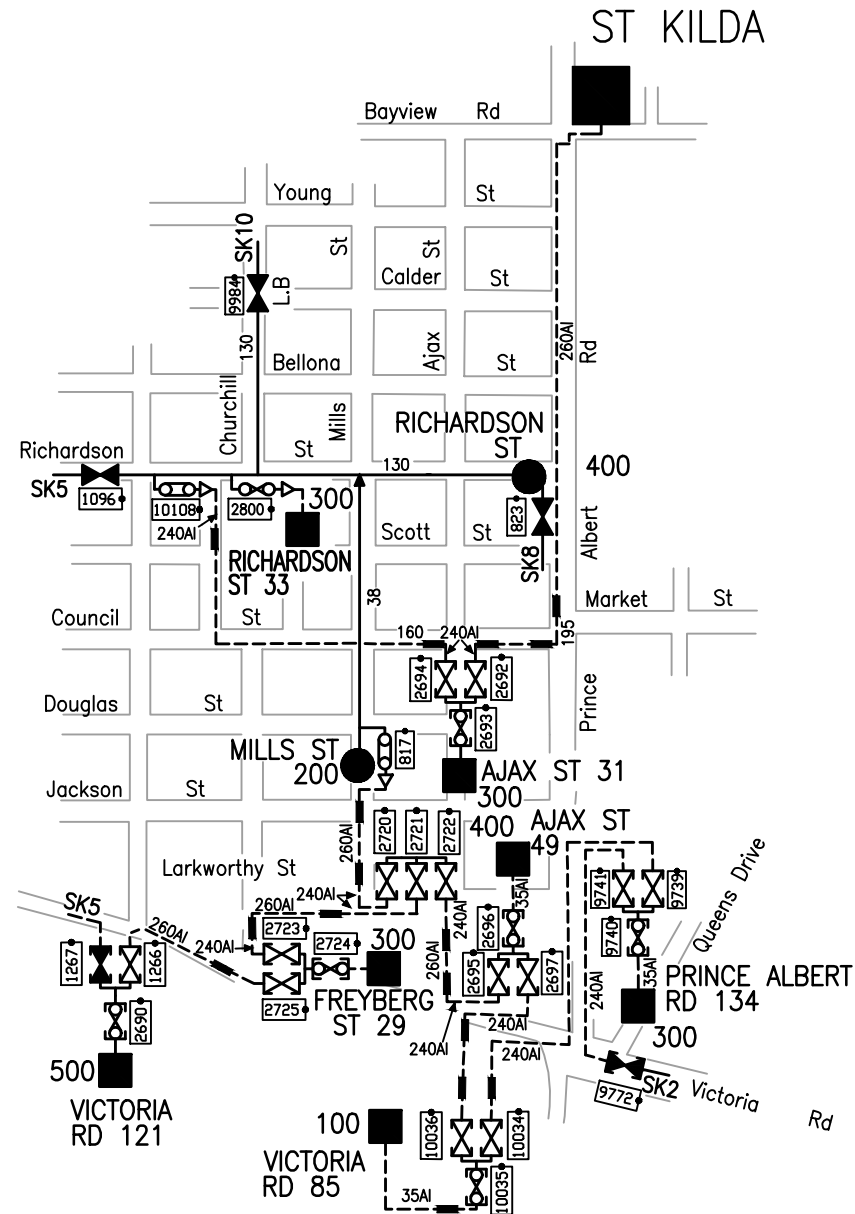 ST KILDA
Bayview Rd
Young St
SK10
St
St
Calder St
9984
L.B
130
Bellona St
Ajax
260Al
Rd
Churchill
Mills
RICHARDSON
ST
Richardson St
130
400
SK5
1096
10108
2800
300
823
240Al
Scott St
Albert
RICHARDSON
ST 33
SK8
38
Market St
Council St
160
240Al
195
2694
2692
Douglas St
Prince
2693
MILLS ST
200
817
AJAX ST 31
300
Jackson St
400
AJAX ST
49
2720
2721
2722
260Al
Larkworthy St
35Al
9741
9739
Queens Drive
240Al
240Al
SK5
260Al
260Al
2723
2696
9740
240Al
2724
300
1267
1266
260Al
2695
2697
240Al
35Al
PRINCE ALBERT
RD 134
300
2725
FREYBERG
ST 29
2690
240Al
240Al
240Al
500
SK2
9772
Victoria Rd
VICTORIA
RD 121
100
10036
10034
VICTORIA
RD 85
10035
35Al